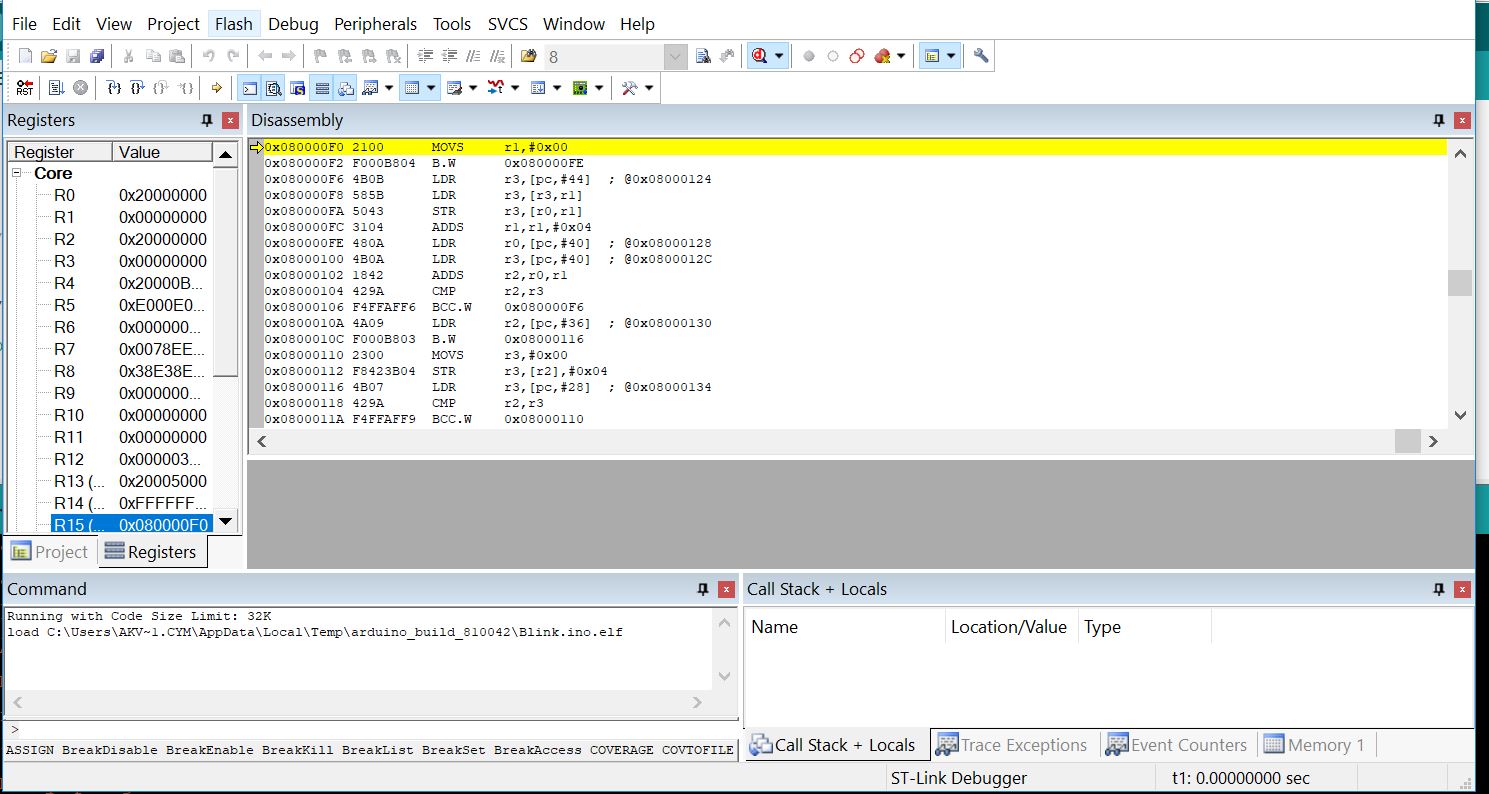 File Edit View Project Flash Debug Peripherals Tools SVCS Window Help
8
RST
Registers
Register Value
Core
R0 0x20000000
R1 0x00000000
R2 0x20000000
R3 0x00000000
R4 0x20000B...
R5 0xE000E0...
R6 0x000000...
R7 0x0078EE...
R8 0x38E38E...
R9 0x000000...
R10 0x00000000
R11 0x00000000
R12 0x000003...
R13 (... 0x20005000
R14 (... 0xFFFFFF...
R15 (... 0x080000F0
Project Registers
Disassembly
0x080000F0 2100 MOVS r1,#0x00
0x080000F2 F000B804 B.W 0x080000FE
0x080000F6 4B0B LDR r3,[pc,#44] ; @0x08000124
0x080000F8 585B LDR r3,[r3,r1]
0x080000FA 5043 STR r3,[r0,r1]
0x080000FC 3104 ADDS r1,r1,#0x04
0x080000FE 480A LDR r0,[pc,#40] ; @0x08000128
0x08000100 4B0A LDR r3,[pc,#40] ; @0x0800012C
0x08000102 1842 ADDS r2,r0,r1
0x08000104 429A CMP r2,r3
0x08000106 F4FFAFF6 BCC.W 0x080000F6
0x0800010A 4A09 LDR r2,[pc,#36] ; @0x08000130
0x0800010C F000B803 B.W 0x08000116
0x08000110 2300 MOVS r3,#0x00
0x08000112 F8423B04 STR r3,[r2],#0x04
0x08000116 4B07 LDR r3,[pc,#28] ; @0x08000134
0x08000118 429A CMP r2,r3
0x0800011A F4FFAFF9 BCC.W 0x08000110
Command
Running with Code Size Limit: 32K
load C:\Users\AKV~1.CYM\AppData\Local\Temp\arduino_build_810042\Blink.ino.elf
>
ASSIGN BreakDisable BreakEnable BreakKill BreakList BreakSet BreakAccess COVERAGE COVTOFILE
Call Stack + Locals
Name Location/Value Type
Call Stack + Locals Trace Exceptions Event Counters Memory 1
ST-Link Debugger t1: 0.00000000 sec